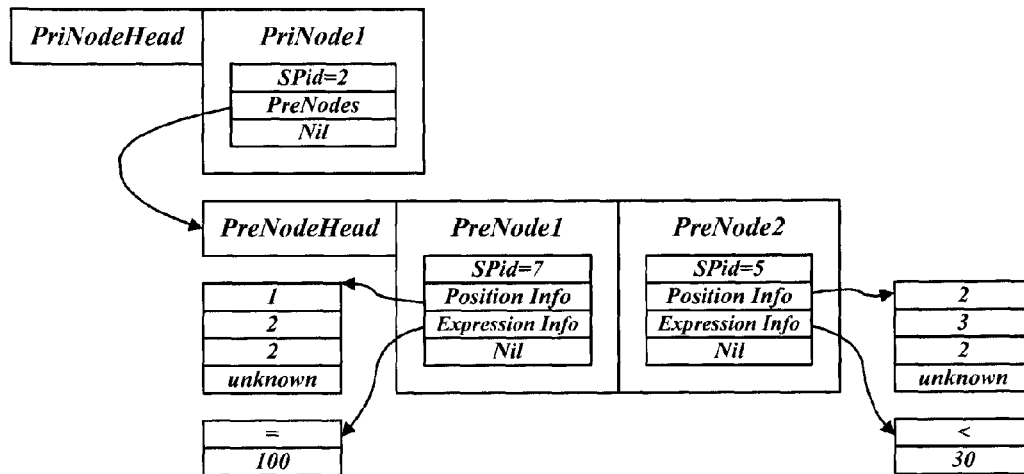 PriNodeHead
PriNode1
SPid=2
PreNodes
Nil
PreNodeHead
PreNode1
PreNode2
SPid=7
Position Info
Expression Info
Nil
SPid=5
Position Info
Expression Info
Nil
1
2
2
unknown
=
100
2
3
2
unknown
<
30